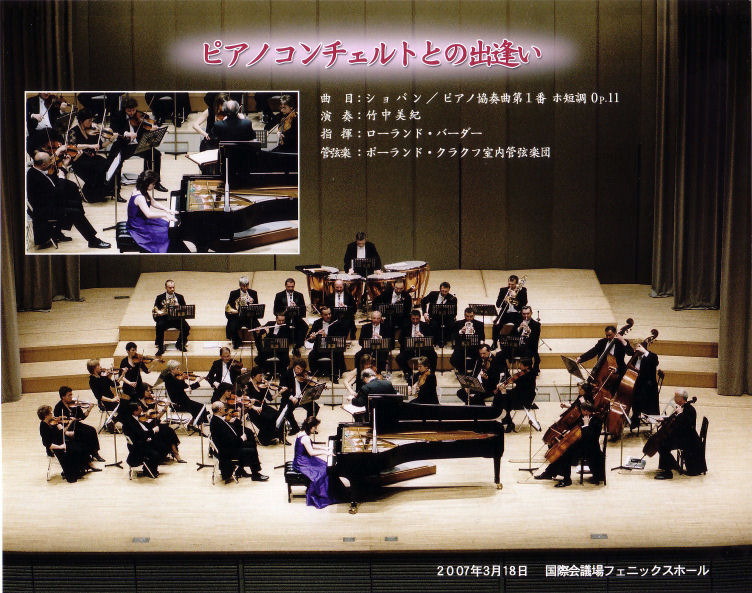 ピアノコンチェルトとの出逢い
曲　目：ショパン／ピアノ協奏曲第１番 ホ短調 Op.11
演　奏：竹中美紀
指　揮：ローランド・バーダー
管弦楽：ポーランド・クラクフ室内管弦楽団
２００７年３月１８日　国際会議場フェニックスホール